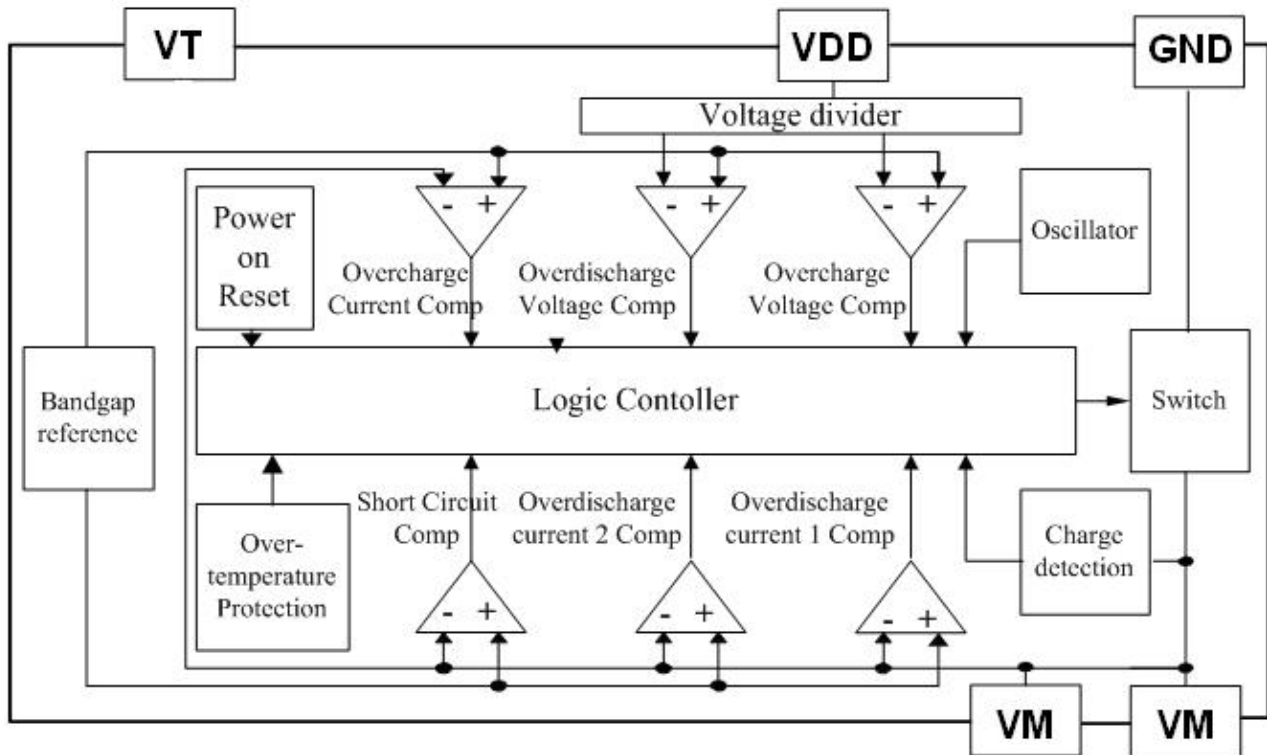 VT
VDD
GND
Voltage divider
- +
- +
- +
Power
on
Reset
Oscillator
Overcharge
Current Comp
Overdischarge
Voltage Comp
Overcharge
Voltage Comp
Bandgap
reference
Logic Contoller
Switch
Short Circuit
Comp
Overdischarge
current 2 Comp
Overdischarge
current 1 Comp
Over-
temperature
Protection
Charge
detection
- +
- +
- +
VM
VM